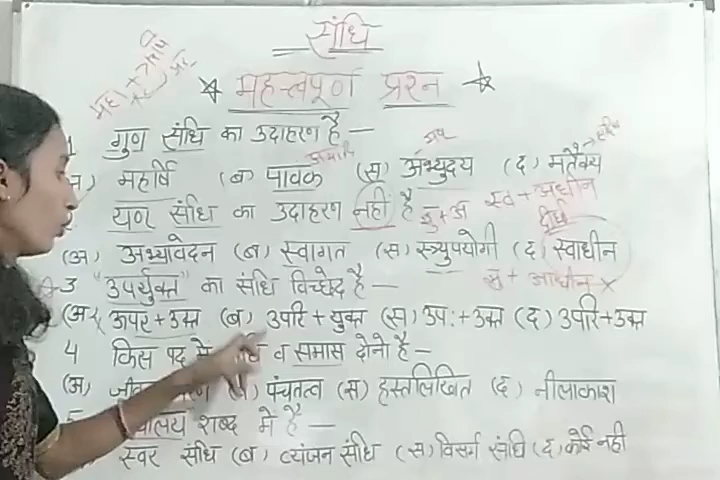 संधि
महत्त्वपूर्ण प्रश्न
गुण संधि का उदाहरण है —
महर्षि (ब) पावक (स) अभ्युदय (द) मतैक्य
यण् संधि का उदाहरण नही है
सु + अ
स्व + अधीन
दीर्घ
(अ) अभ्यावेदन (ब) स्वागत (स) स्त्र्युपयोगी (द) स्वाधीन
सु + आधीन ×
3 "उपर्युक्त" का संधि विच्छेद है —
(अ) ऊपर + उक्त (ब) उपरि + युक्त (स) उप: + उक्त (द) उपरि + उक्त
4 किस पद मे व समास दोनो है —
(अ) पंचतत्व (स) हस्तलिखित (द) नीलाकाश
शब्द मे है —
स्वर संधि (ब) व्यंजन संधि (स) विसर्ग संधि (द) कोई नही